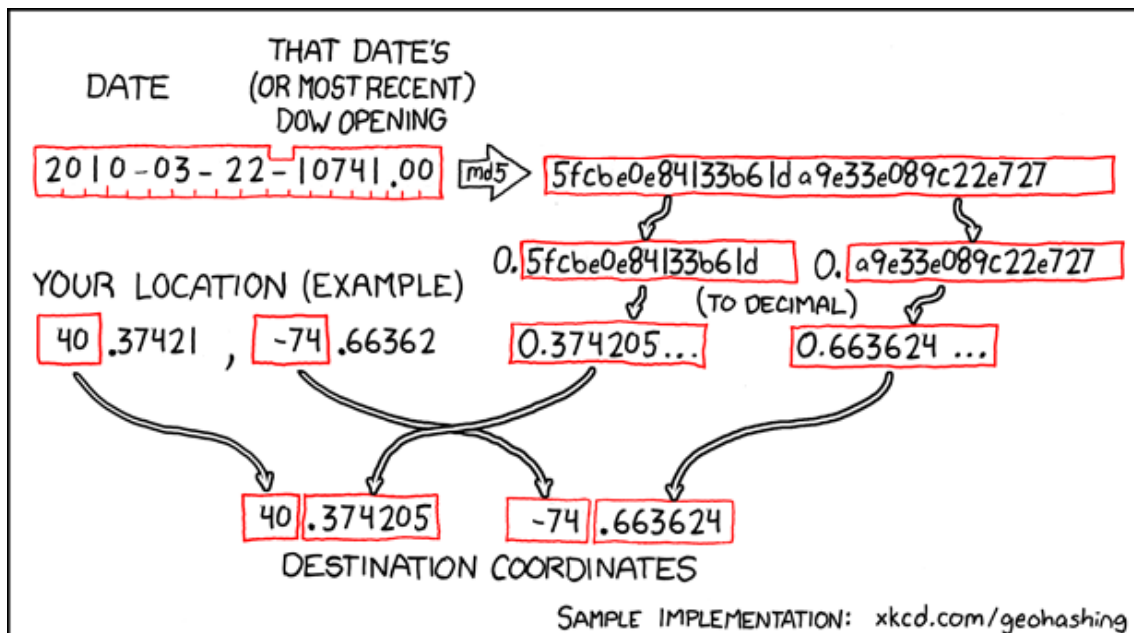 DATE
THAT DATE'S
(OR MOST RECENT)
DOW OPENING
2010-03-22-10741.00
md5
5fcbe0e84133b61da9e33e089c22e727
0.5fcbe0e84133b61d
0.a9e33e089c22e727
(TO DECIMAL)
0.374205...
0.663624...
YOUR LOCATION (EXAMPLE)
40.37421, -74.66362
40.374205 -74.663624
DESTINATION COORDINATES
SAMPLE IMPLEMENTATION: xkcd.com/geohashing